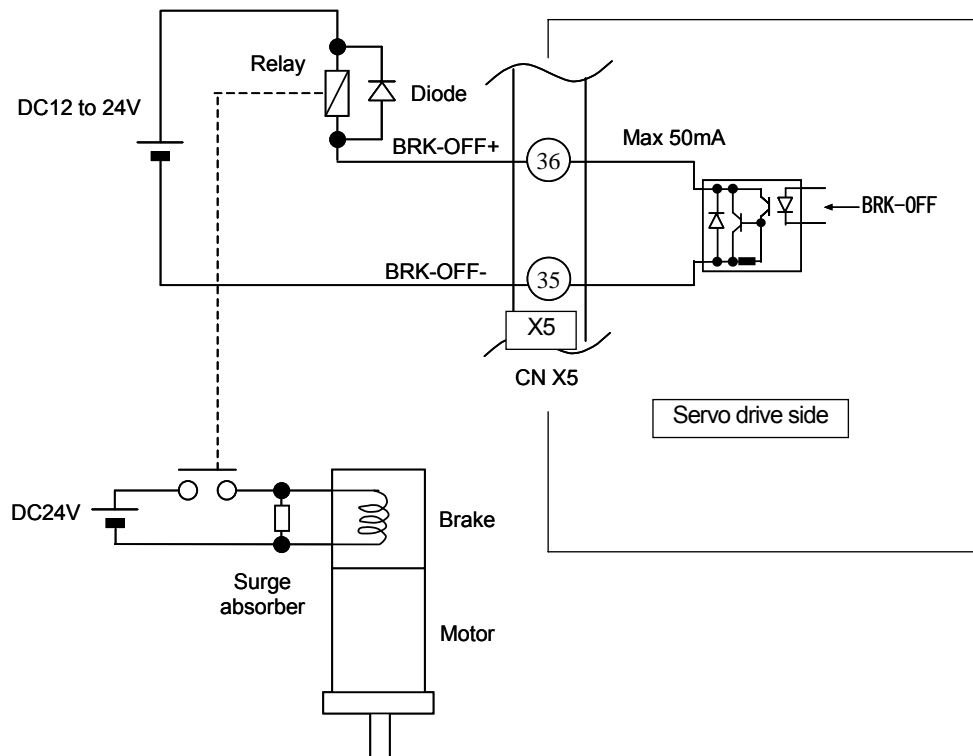 Relay
Diode
DC12 to 24V
BRK-OFF+
36
Max 50mA
BRK-OFF
BRK-OFF-
35
X5
CN X5
Servo drive side
DC24V
Brake
Surge
absorber
Motor